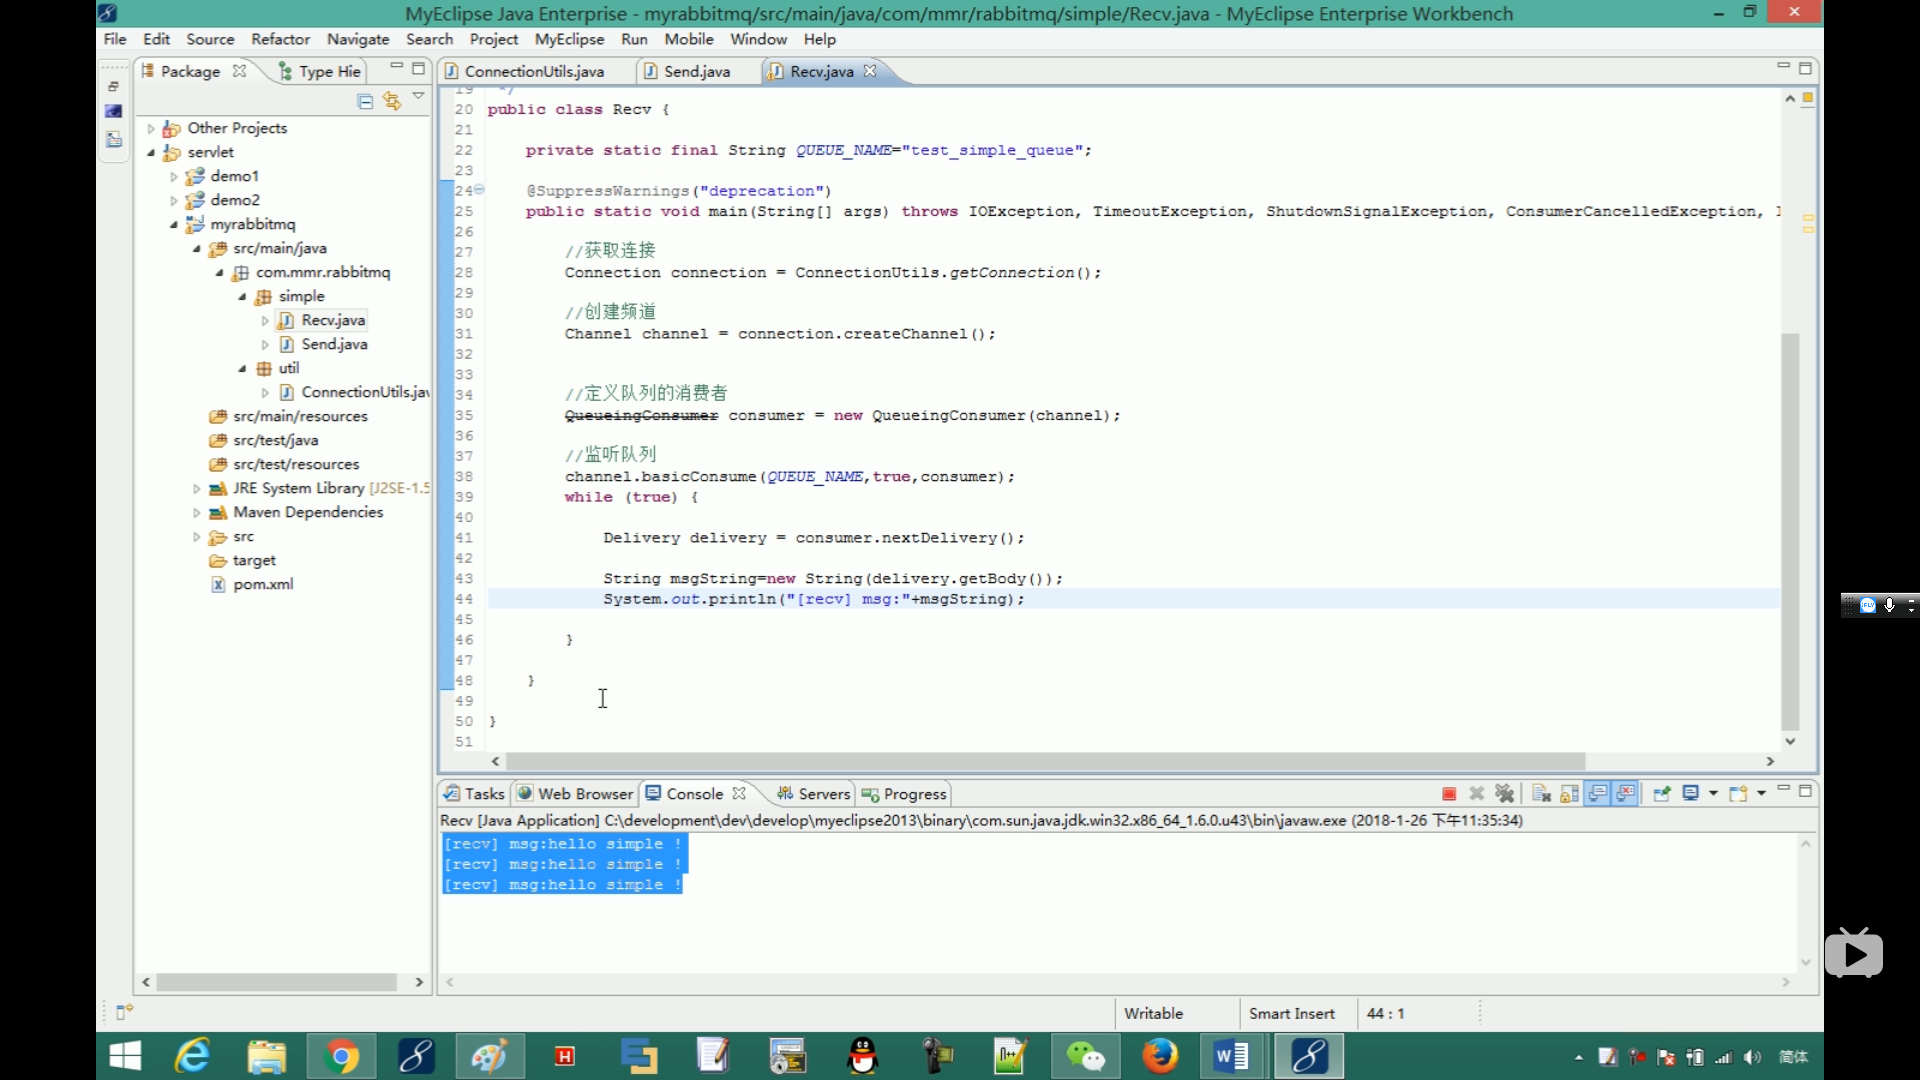 MyEclipse Java Enterprise - myrabbitmq/src/main/java/com/mmr/rabbitmq/simple/Recv.java - MyEclipse Enterprise Workbench
File Edit Source Refactor Navigate Search Project MyEclipse Run Mobile Window Help
Package Type Hie
Other Projects
servlet
demo1
demo2
myrabbitmq
src/main/java
com.mmr.rabbitmq
simple
Recv.java
Send.java
util
ConnectionUtils.jav
src/main/resources
src/test/java
src/test/resources
JRE System Library [J2SE-1.5
Maven Dependencies
src
target
pom.xml
ConnectionUtils.java Send.java Recv.java
19 */
20 public class Recv {
21
22 private static final String QUEUE_NAME="test_simple_queue";
23
24 @SuppressWarnings("deprecation")
25 public static void main(String[] args) throws IOException, TimeoutException, ShutdownSignalException, ConsumerCancelledException, I
26
27 //获取连接
28 Connection connection = ConnectionUtils.getConnection();
29
30 //创建频道
31 Channel channel = connection.createChannel();
32
33
34 //定义队列的消费者
35 QueueingConsumer consumer = new QueueingConsumer(channel);
36
37 //监听队列
38 channel.basicConsume(QUEUE_NAME,true,consumer);
39 while (true) {
40
41 Delivery delivery = consumer.nextDelivery();
42
43 String msgString=new String(delivery.getBody());
44 System.out.println("[recv] msg:"+msgString);
45
46 }
47
48 }
49
50 }
51
Tasks Web Browser Console Servers Progress
Recv [Java Application] C:\development\dev\develop\myeclipse2013\binary\com.sun.java.jdk.win32.x86_64_1.6.0.u43\bin\javaw.exe (2018-1-26 下午11:35:34)
[recv] msg:hello simple !
[recv] msg:hello simple !
[recv] msg:hello simple !
Writable Smart Insert 44 : 1
简体